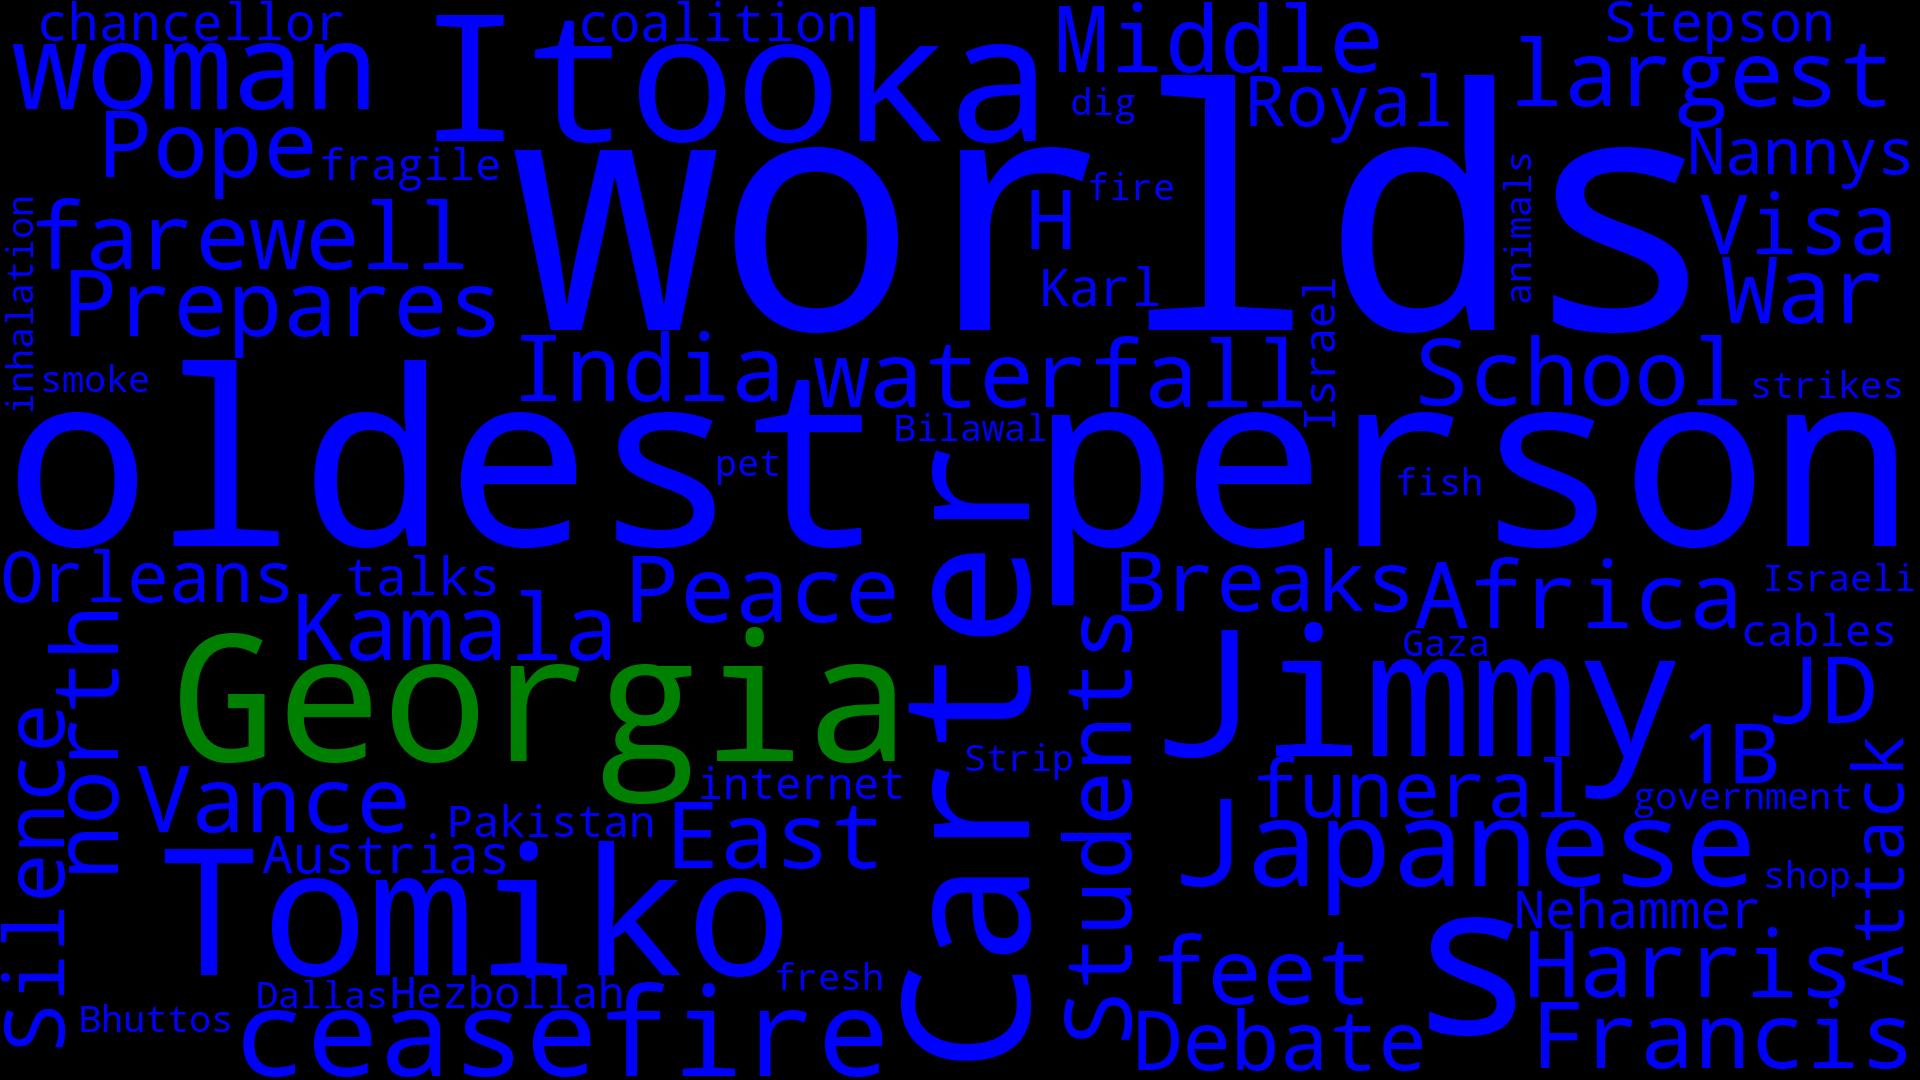 chancellor
coalition
Middle
Stepson
woman
Itooka
largest
dig
Royal
Pope
fragile
worlds
Nannys
fire
animals
H
Visa
farewell
inhalation
Karl
War
Prepares
Israel
India
waterfall
School
smoke
strikes
oldest
person
Bilawal
pet
fish
Carter
Orleans
talks
Peace
Breaks
Africa
Israeli
Kamala
north
Students
Gaza
cables
Georgia
Jimmy
JD
Silence
1B
Strip
Vance
internet
funeral
government
Attack
Pakistan
East
Japanese
Austrias
Tomiko
shop
Nehammer
s
feet
Harris
fresh
Dallas
Hezbollah
Bhuttos
ceasefire
Debate
Francis